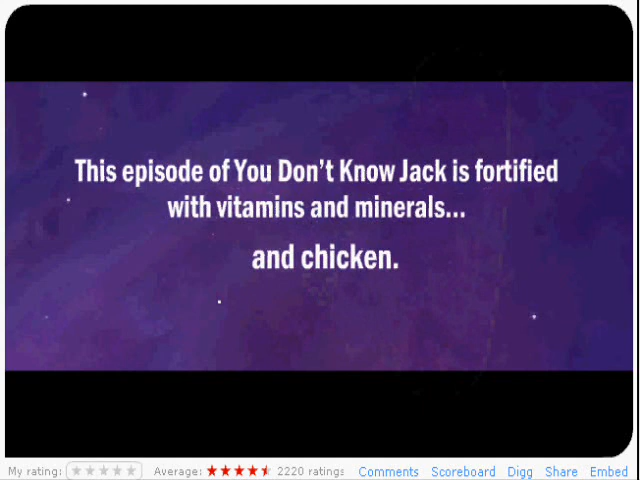 This episode of You Don't Know Jack is fortified
with vitamins and minerals...
and chicken.
My rating: Average: 2220 ratings Comments Scoreboard Digg Share Embed